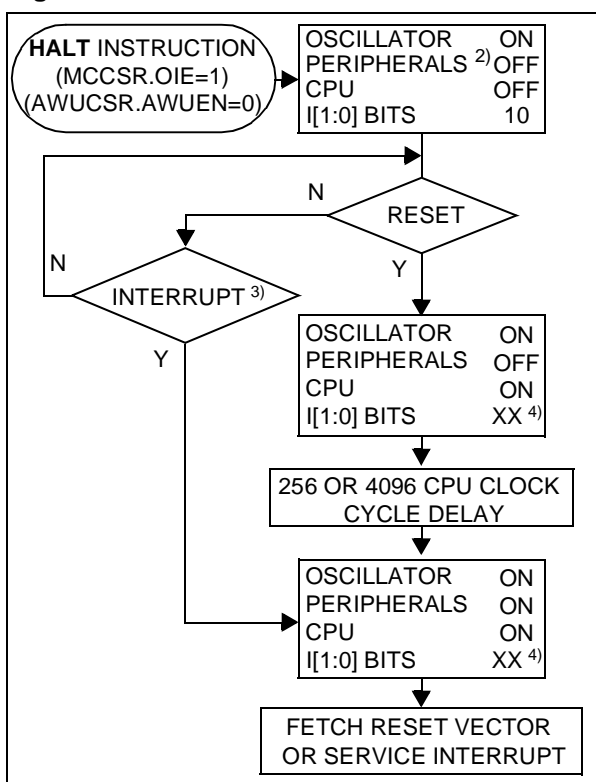 HALT INSTRUCTION
(MCCSR.OIE=1)
(AWUCSR.AWUEN=0)
OSCILLATOR ON
PERIPHERALS 2) OFF
CPU OFF
I[1:0] BITS 10
N
RESET
N
Y
INTERRUPT 3)
Y
OSCILLATOR ON
PERIPHERALS OFF
CPU ON
I[1:0] BITS XX 4)
256 OR 4096 CPU CLOCK
CYCLE DELAY
OSCILLATOR ON
PERIPHERALS ON
CPU ON
I[1:0] BITS XX 4)
FETCH RESET VECTOR
OR SERVICE INTERRUPT